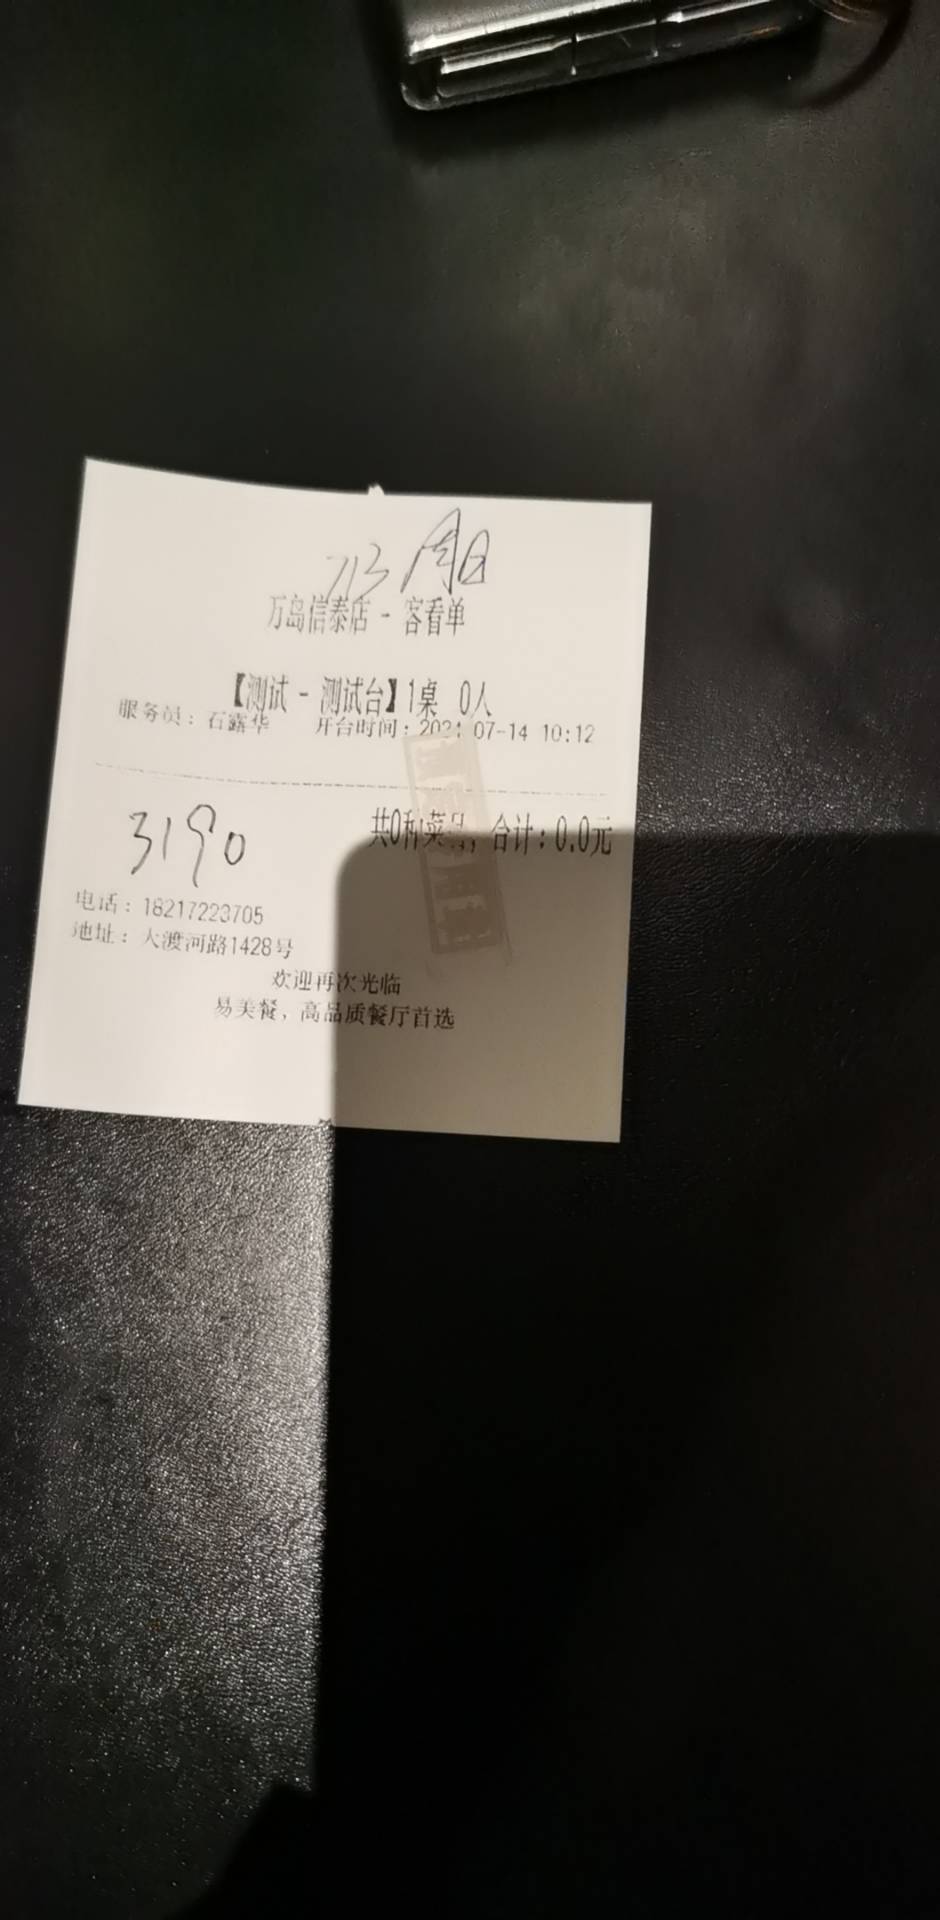 713 周日
万岛信泰店 - 客看单
【测试 - 测试台】1桌 0人
服务员：石露华 开台时间：2021-07-14 10:12
共0种菜品，合计：0.0元
3190
电话：18217223705
地址：大渡河路1428号
欢迎再次光临
易美餐，高品质餐厅首选